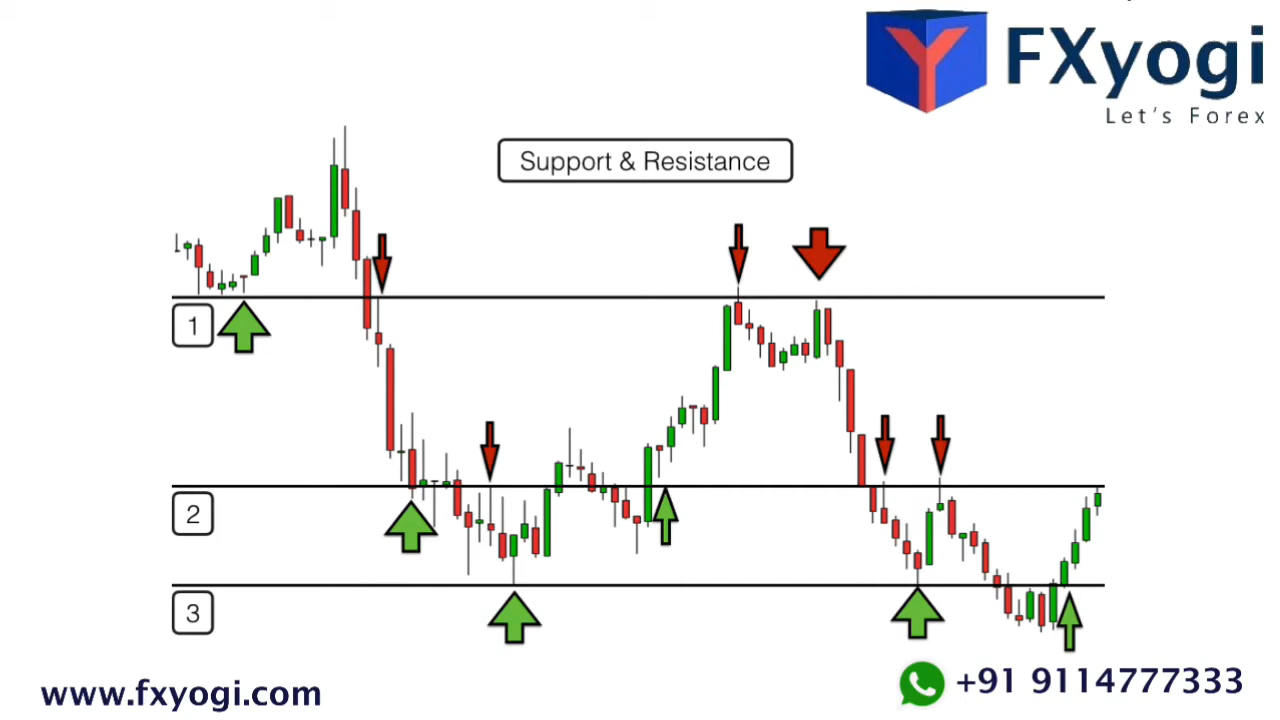 FXyogi
Let's Forex
Support & Resistance
1
2
3
www.fxyogi.com
+91 9114777333